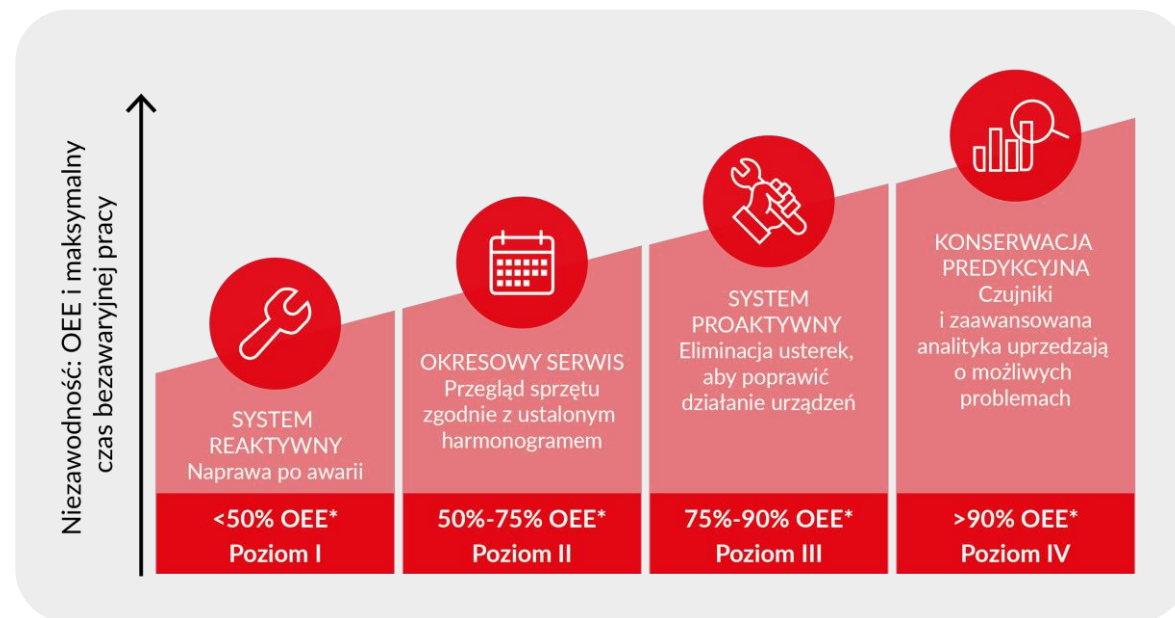 Niezawodność: OEE i maksymalny
czas bezawaryjnej pracy
SYSTEM
REAKTYWNY
Naprawa po awarii
<50% OEE*
Poziom I
OKRESOWY SERWIS
Przegląd sprzętu
zgodnie z ustalonym
harmonogramem
50%-75% OEE*
Poziom II
SYSTEM
PROAKTYWNY
Eliminacja usterek,
aby poprawić
działanie urządzeń
75%-90% OEE*
Poziom III
KONSERWACJA
PREDYKCYJNA
Czujniki
i zaawansowana
analityka uprzedzają
o możliwych
problemach
>90% OEE*
Poziom IV